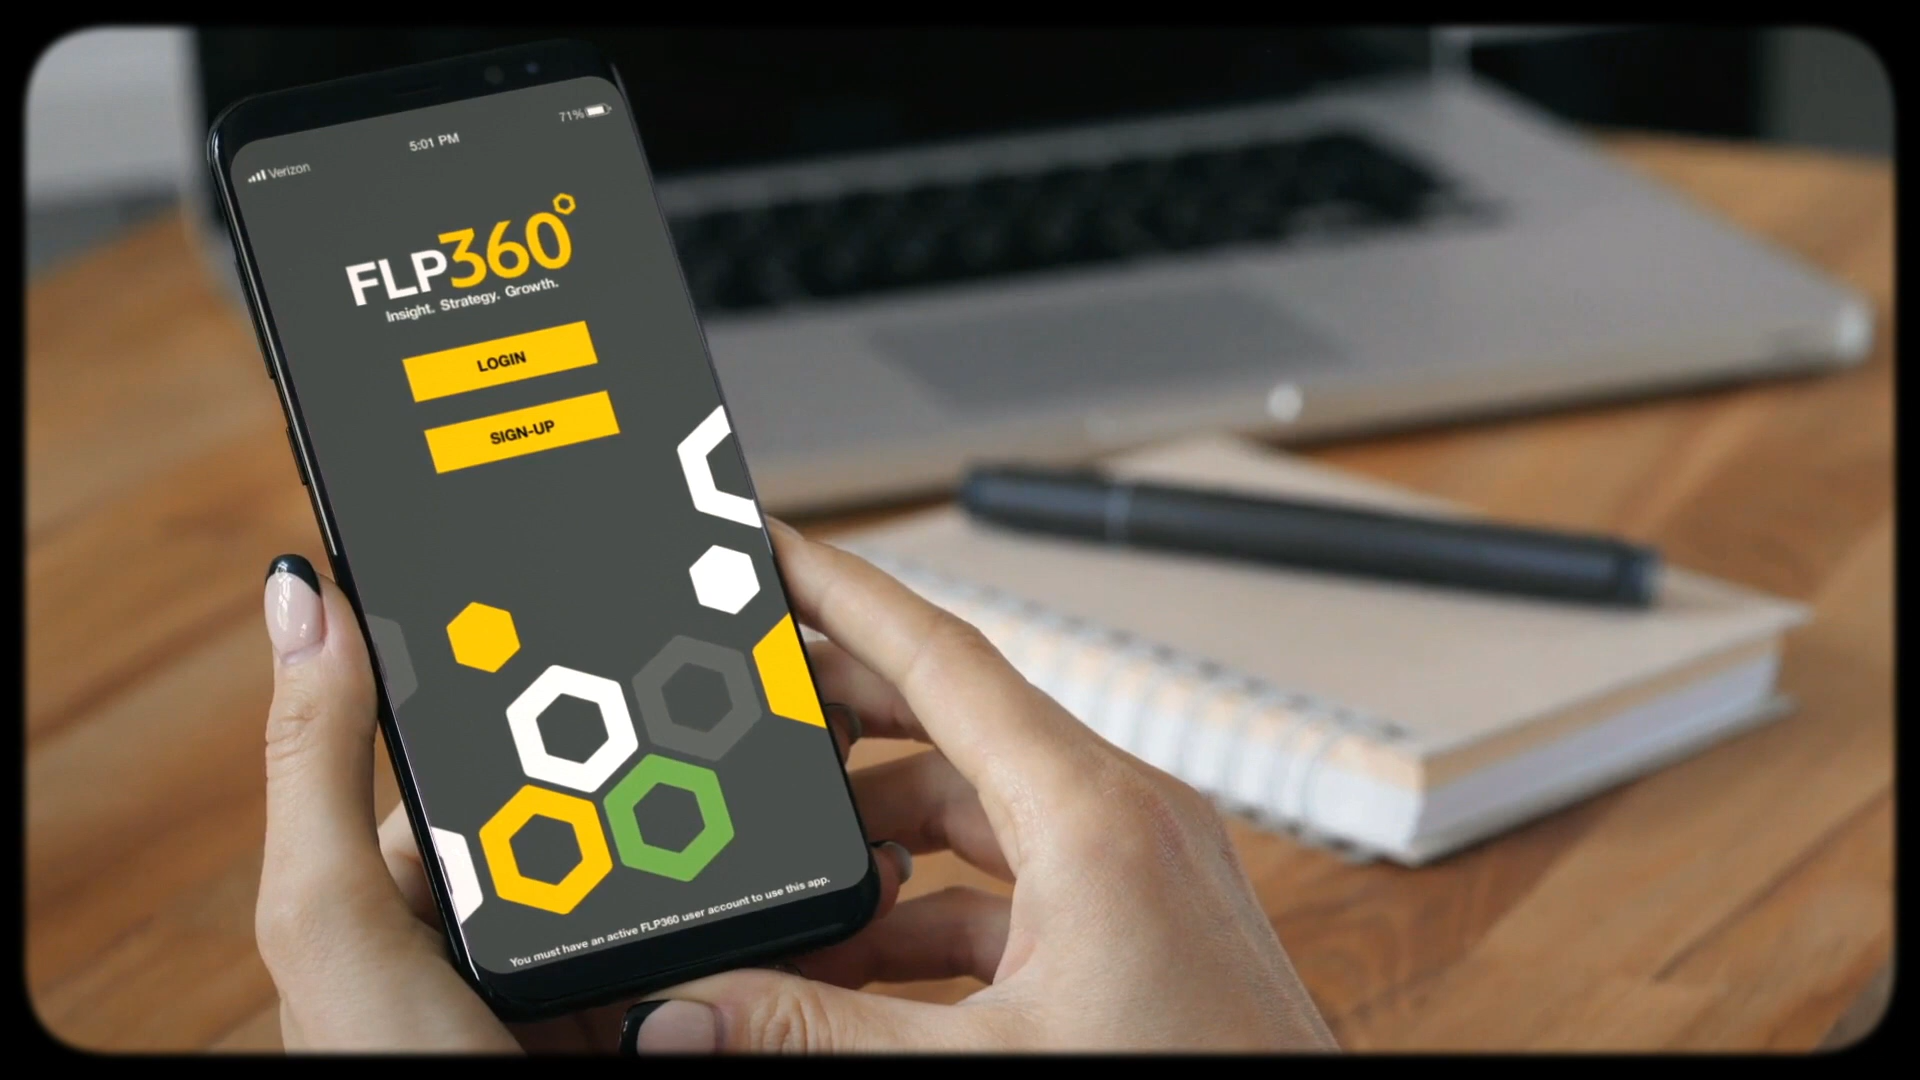 71%
5:01 PM
Verizon
FLP360
Insight. Strategy. Growth.
LOGIN
SIGN-UP
You must have an active FLP360 user account to use this app.